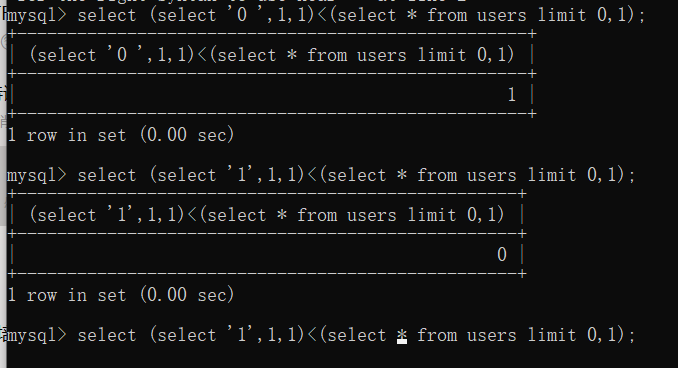 mysql> select (select '0 ',1,1)<(select * from users limit 0,1);
+-------------------------------------------------+
| (select '0 ',1,1)<(select * from users limit 0,1) |
+-------------------------------------------------+
| 1 |
+-------------------------------------------------+
1 row in set (0.00 sec)
mysql> select (select '1',1,1)<(select * from users limit 0,1);
+------------------------------------------------+
| (select '1',1,1)<(select * from users limit 0,1) |
+------------------------------------------------+
| 0 |
+------------------------------------------------+
1 row in set (0.00 sec)
mysql> select (select '1',1,1)<(select * from users limit 0,1);